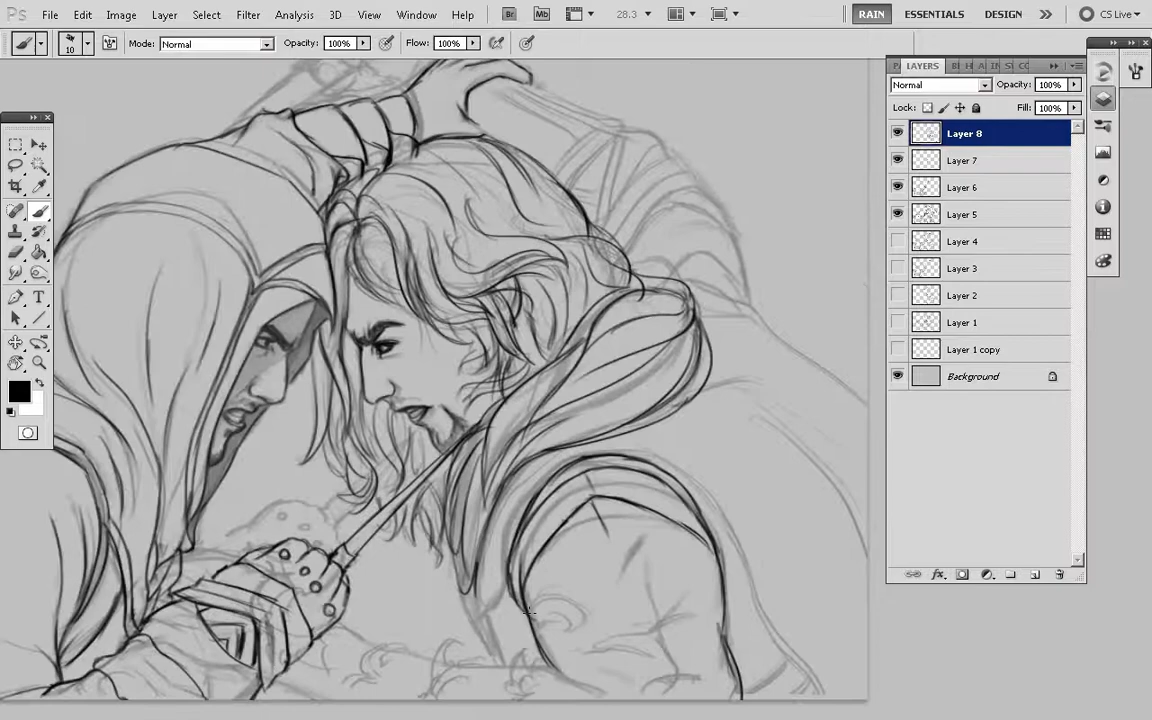 Ps File Edit Image Layer Select Filter Analysis 3D View Window Help Br Mb 28.3 RAIN ESSENTIALS DESIGN CS Live
10 Mode: Normal Opacity: 100% Flow: 100%
LAYERS
Normal Opacity: 100%
Lock: Fill: 100%
Layer 8
Layer 7
Layer 6
Layer 5
Layer 4
Layer 3
Layer 2
Layer 1
Layer 1 copy
Background